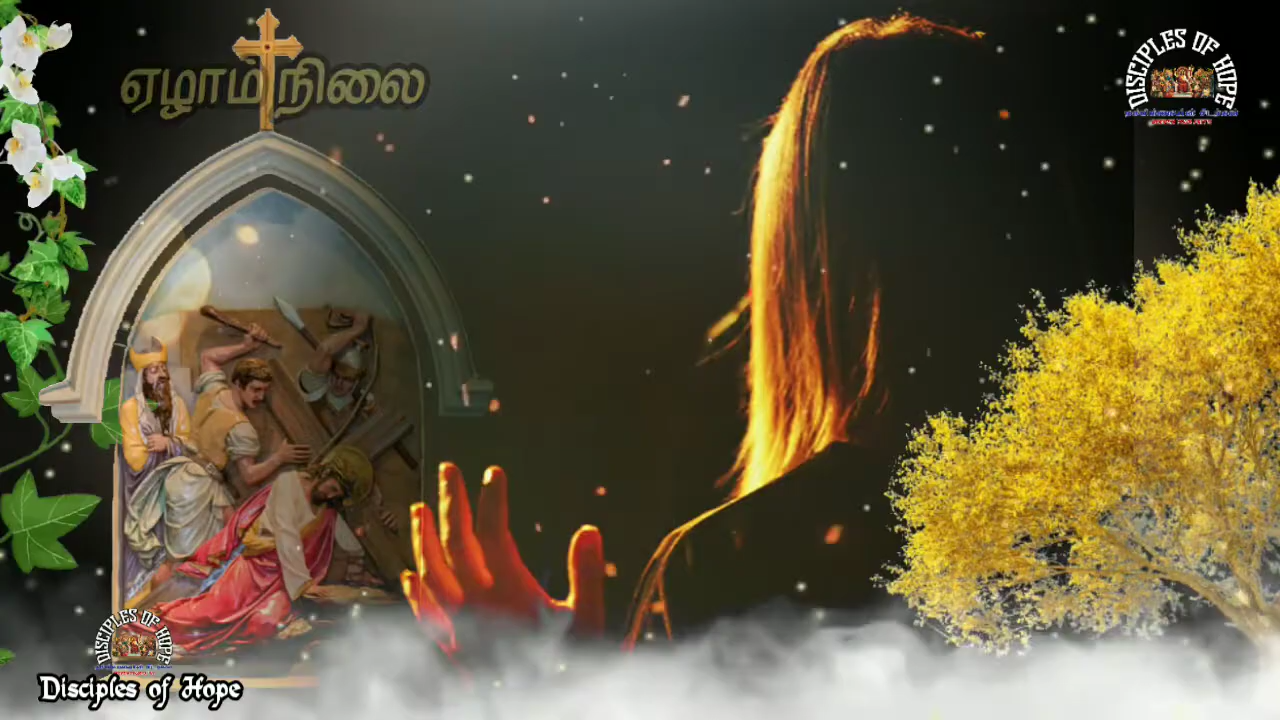 ஏழாம் நிலை
DISCIPLES OF HOPE
DISCIPLES OF HOPE
Disciples of Hope